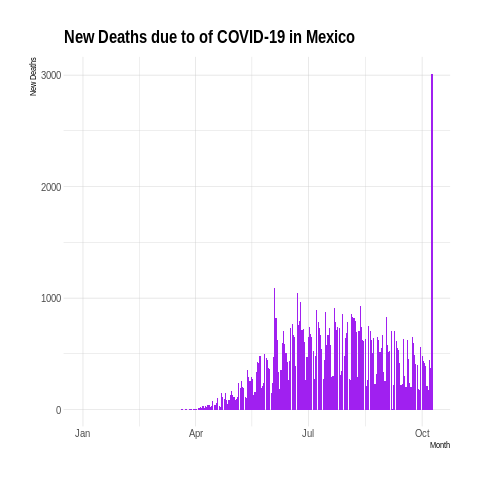 New Deaths due to of COVID-19 in Mexico
New Deaths
3000
2000
1000
0
Jan Apr Jul Oct
Month